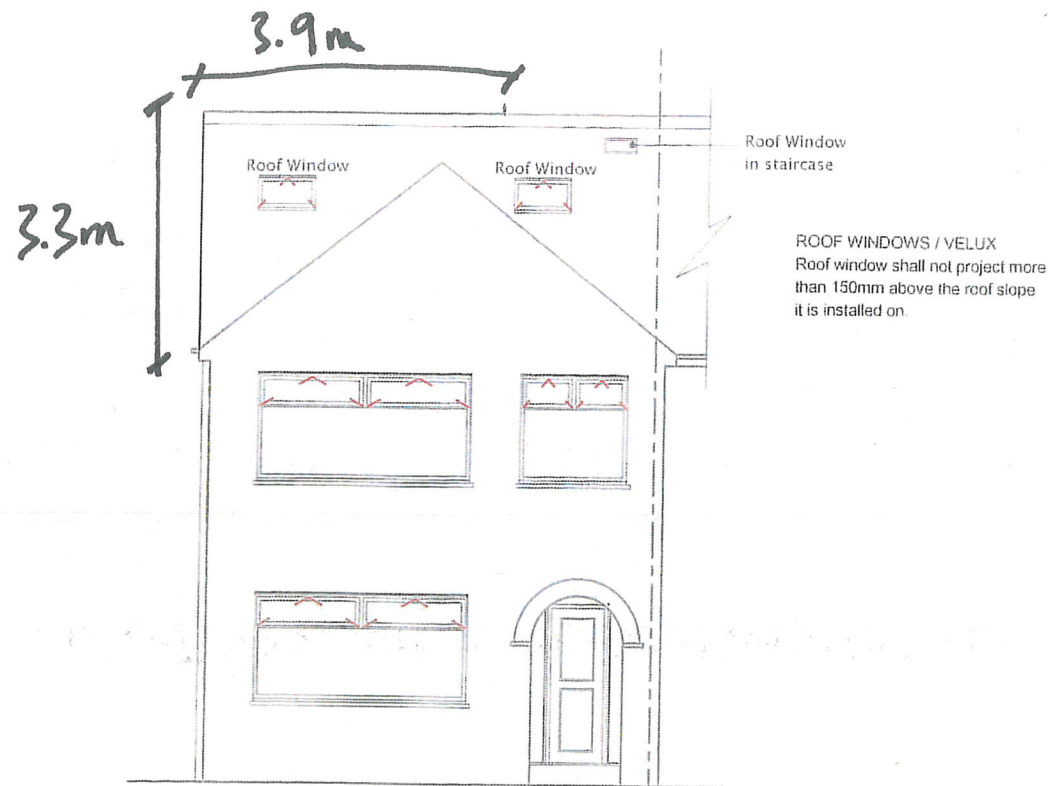 3.9m
3.3m
Roof Window
Roof Window
Roof Window
in staircase
ROOF WINDOWS / VELUX
Roof window shall not project more
than 150mm above the roof slope
it is installed on.